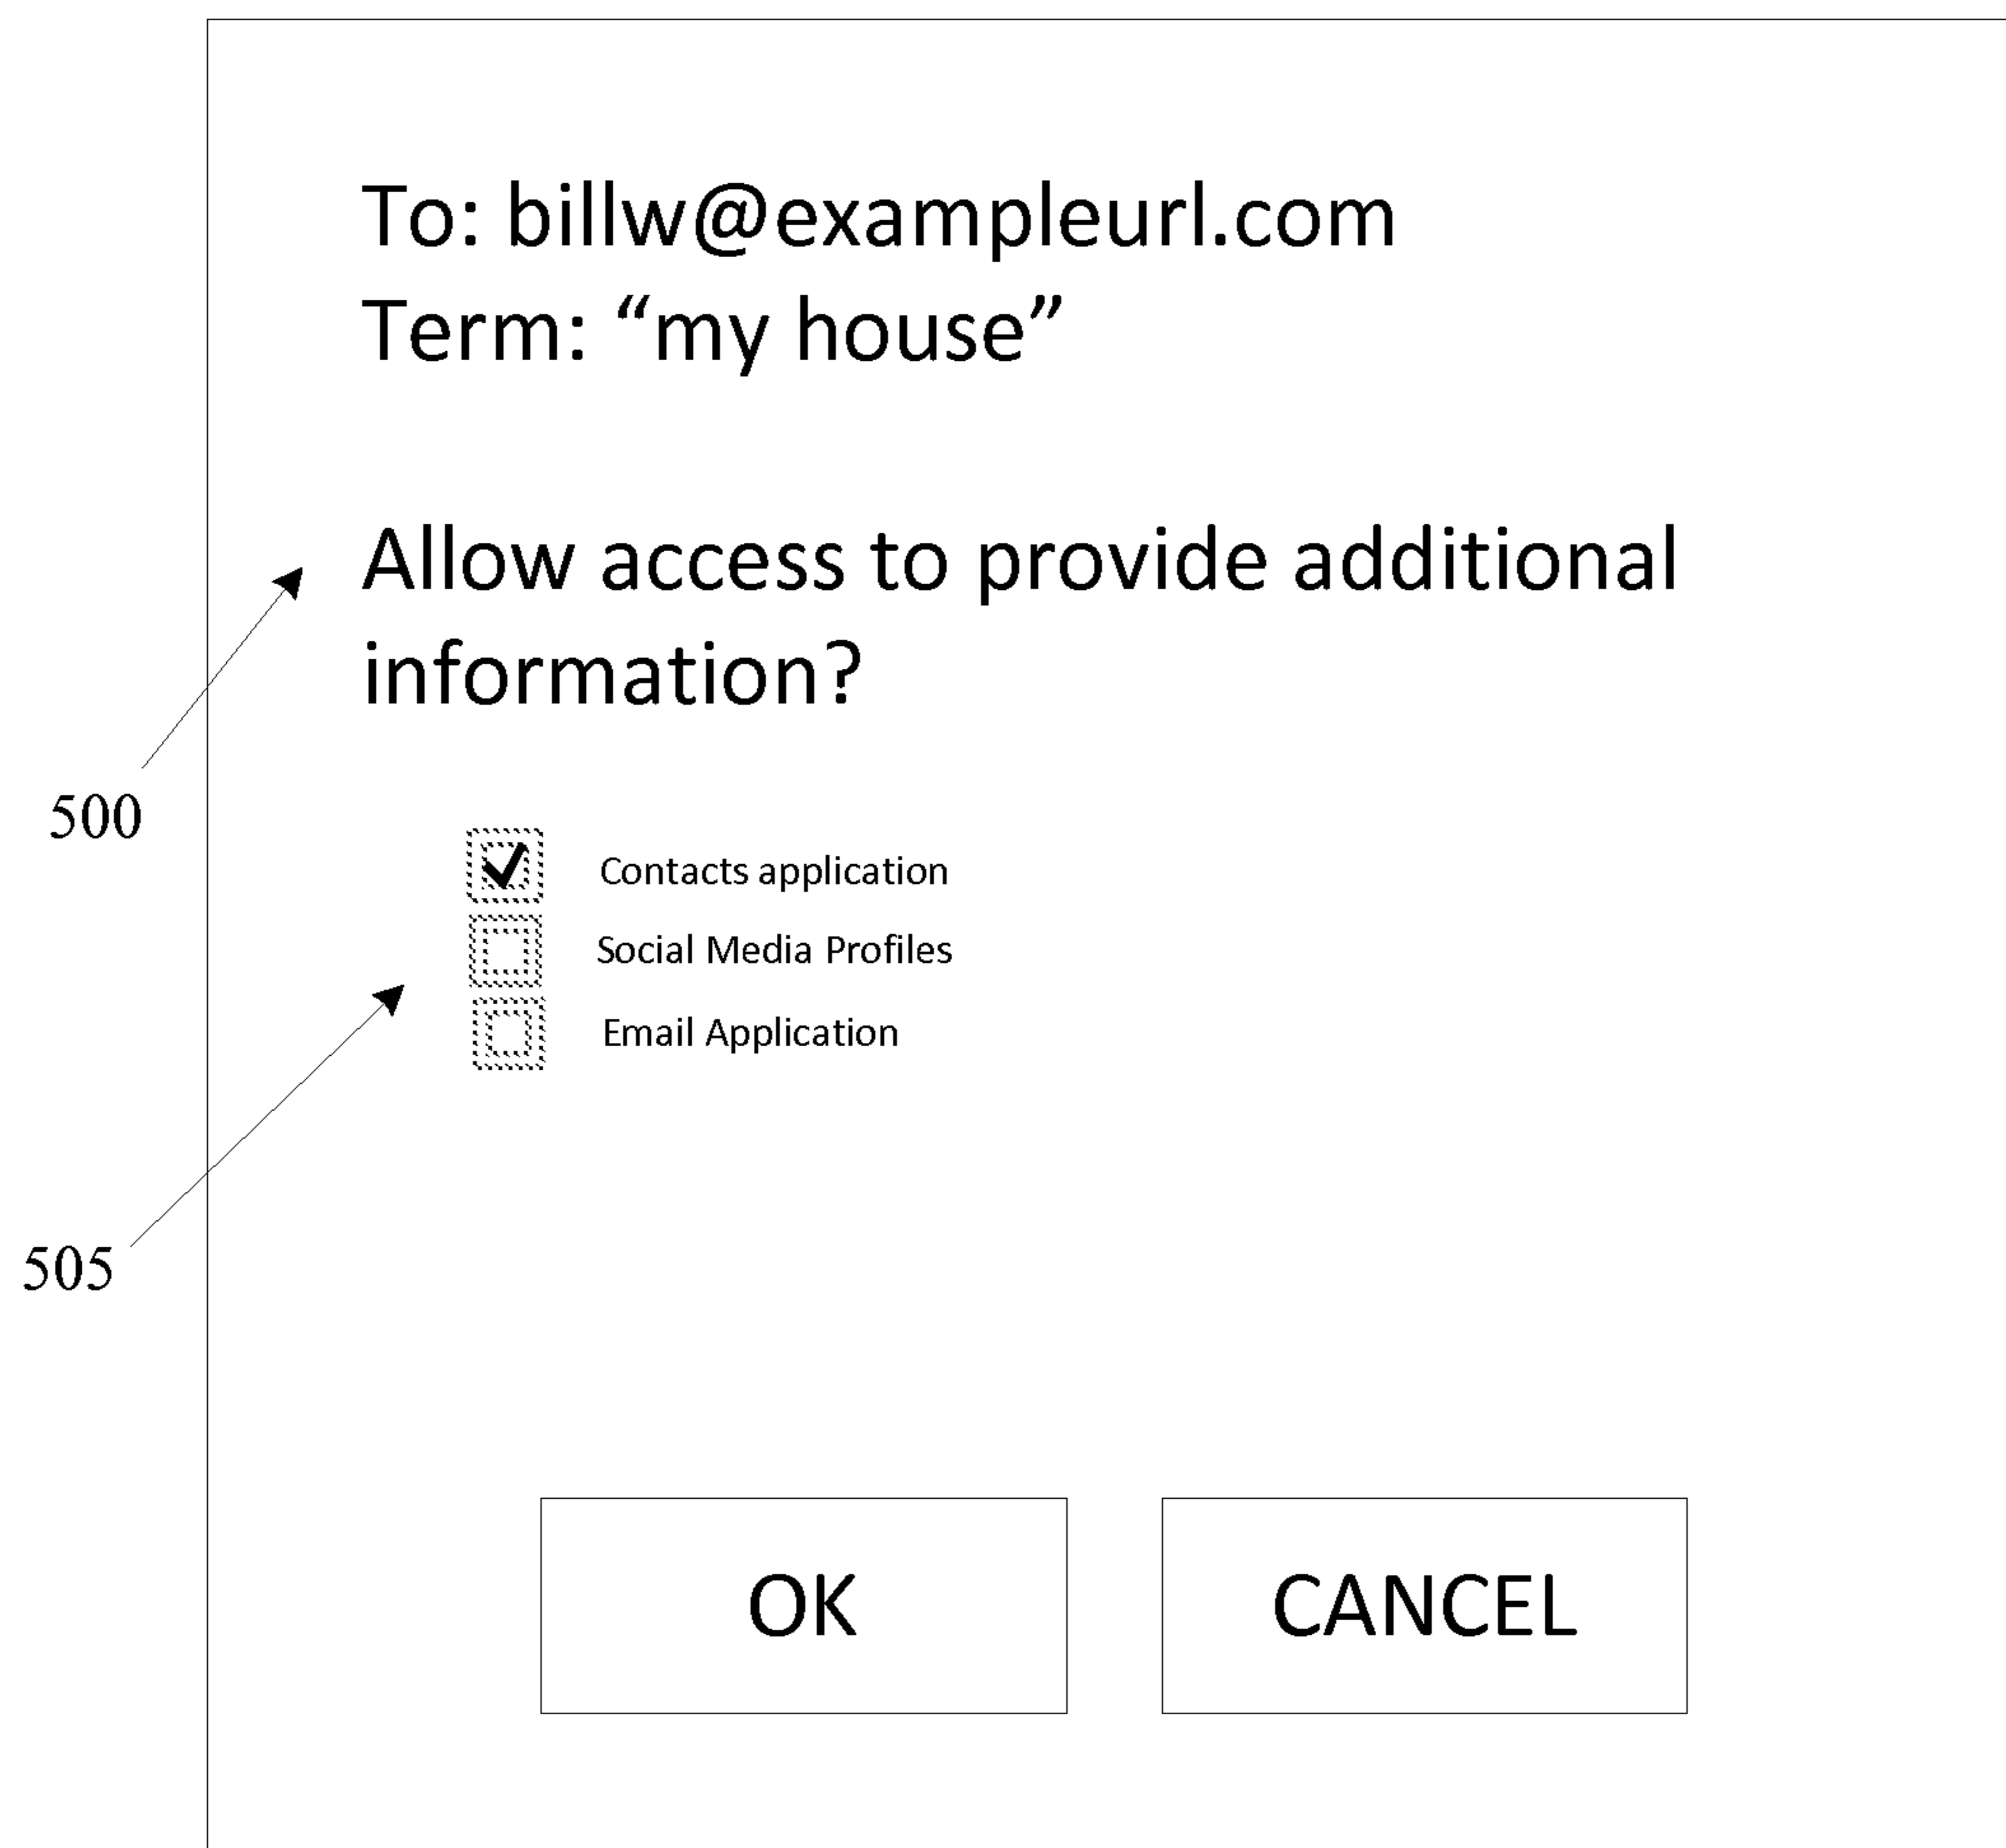 To: billw@exampleurl.com
Term: “my house”
Allow access to provide additional
information?
500
Contacts application
Social Media Profiles
Email Application
505
OK
CANCEL